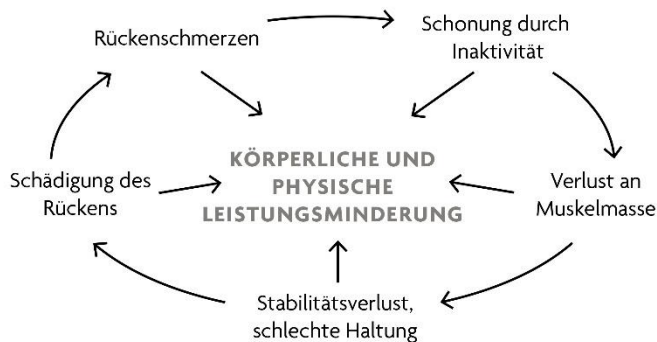 Rückenschmerzen
Schonung durch
Inaktivität
KÖRPERLICHE UND
PHYSISCHE
LEISTUNGSMINDERUNG
Schädigung des
Rückens
Verlust an
Muskelmasse
Stabilitätsverlust,
schlechte Haltung